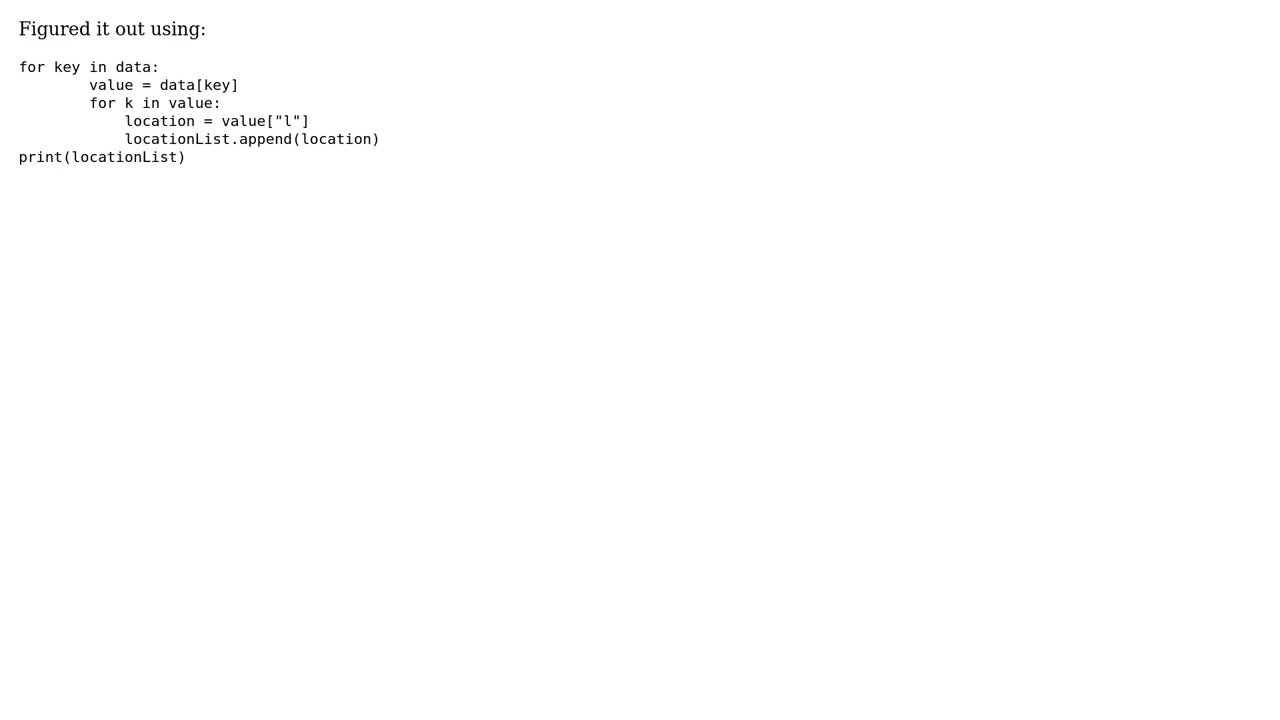 Figured it out using:
for key in data:
        value = data[key]
        for k in value:
            location = value["l"]
            locationList.append(location)
print(locationList)